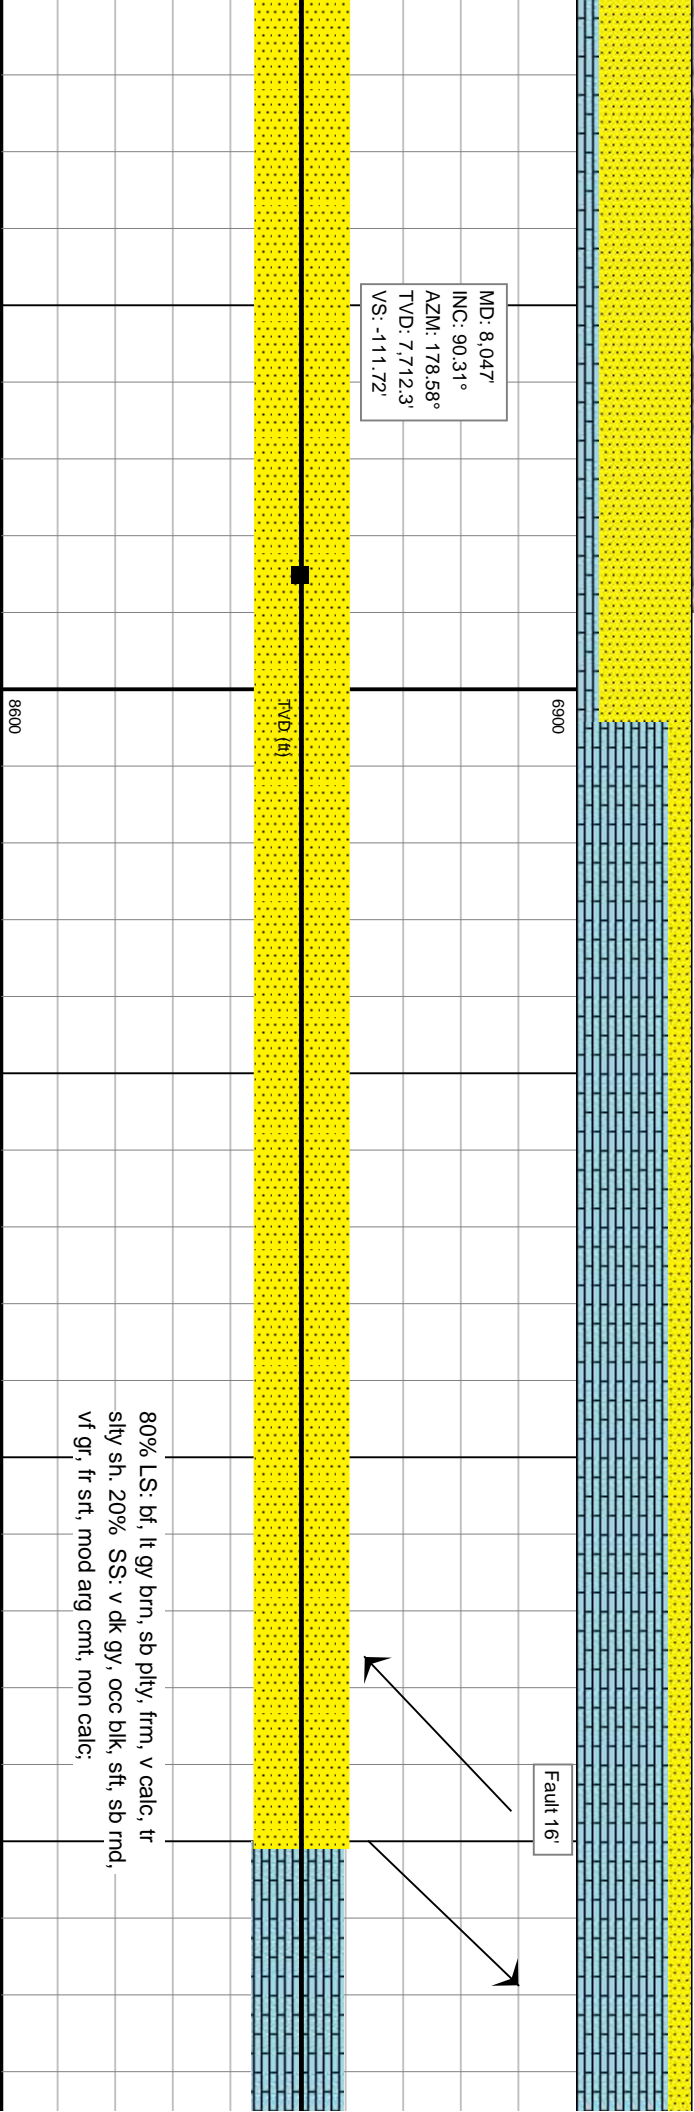 MD: 8,047'
INC: 90.31°
AZM: 178.58°
TVD: 7,712.3'
VS: -111.72'
6900
TVD (ft)
8600
Fault 16'
80% LS: bf, lt gy brn, sb plty, frm, v calc, tr
slty sh. 20% SS: v dk gy, occ blk, sft, sb rnd,
vf gr, fr srt, mod arg cmt, non calc;